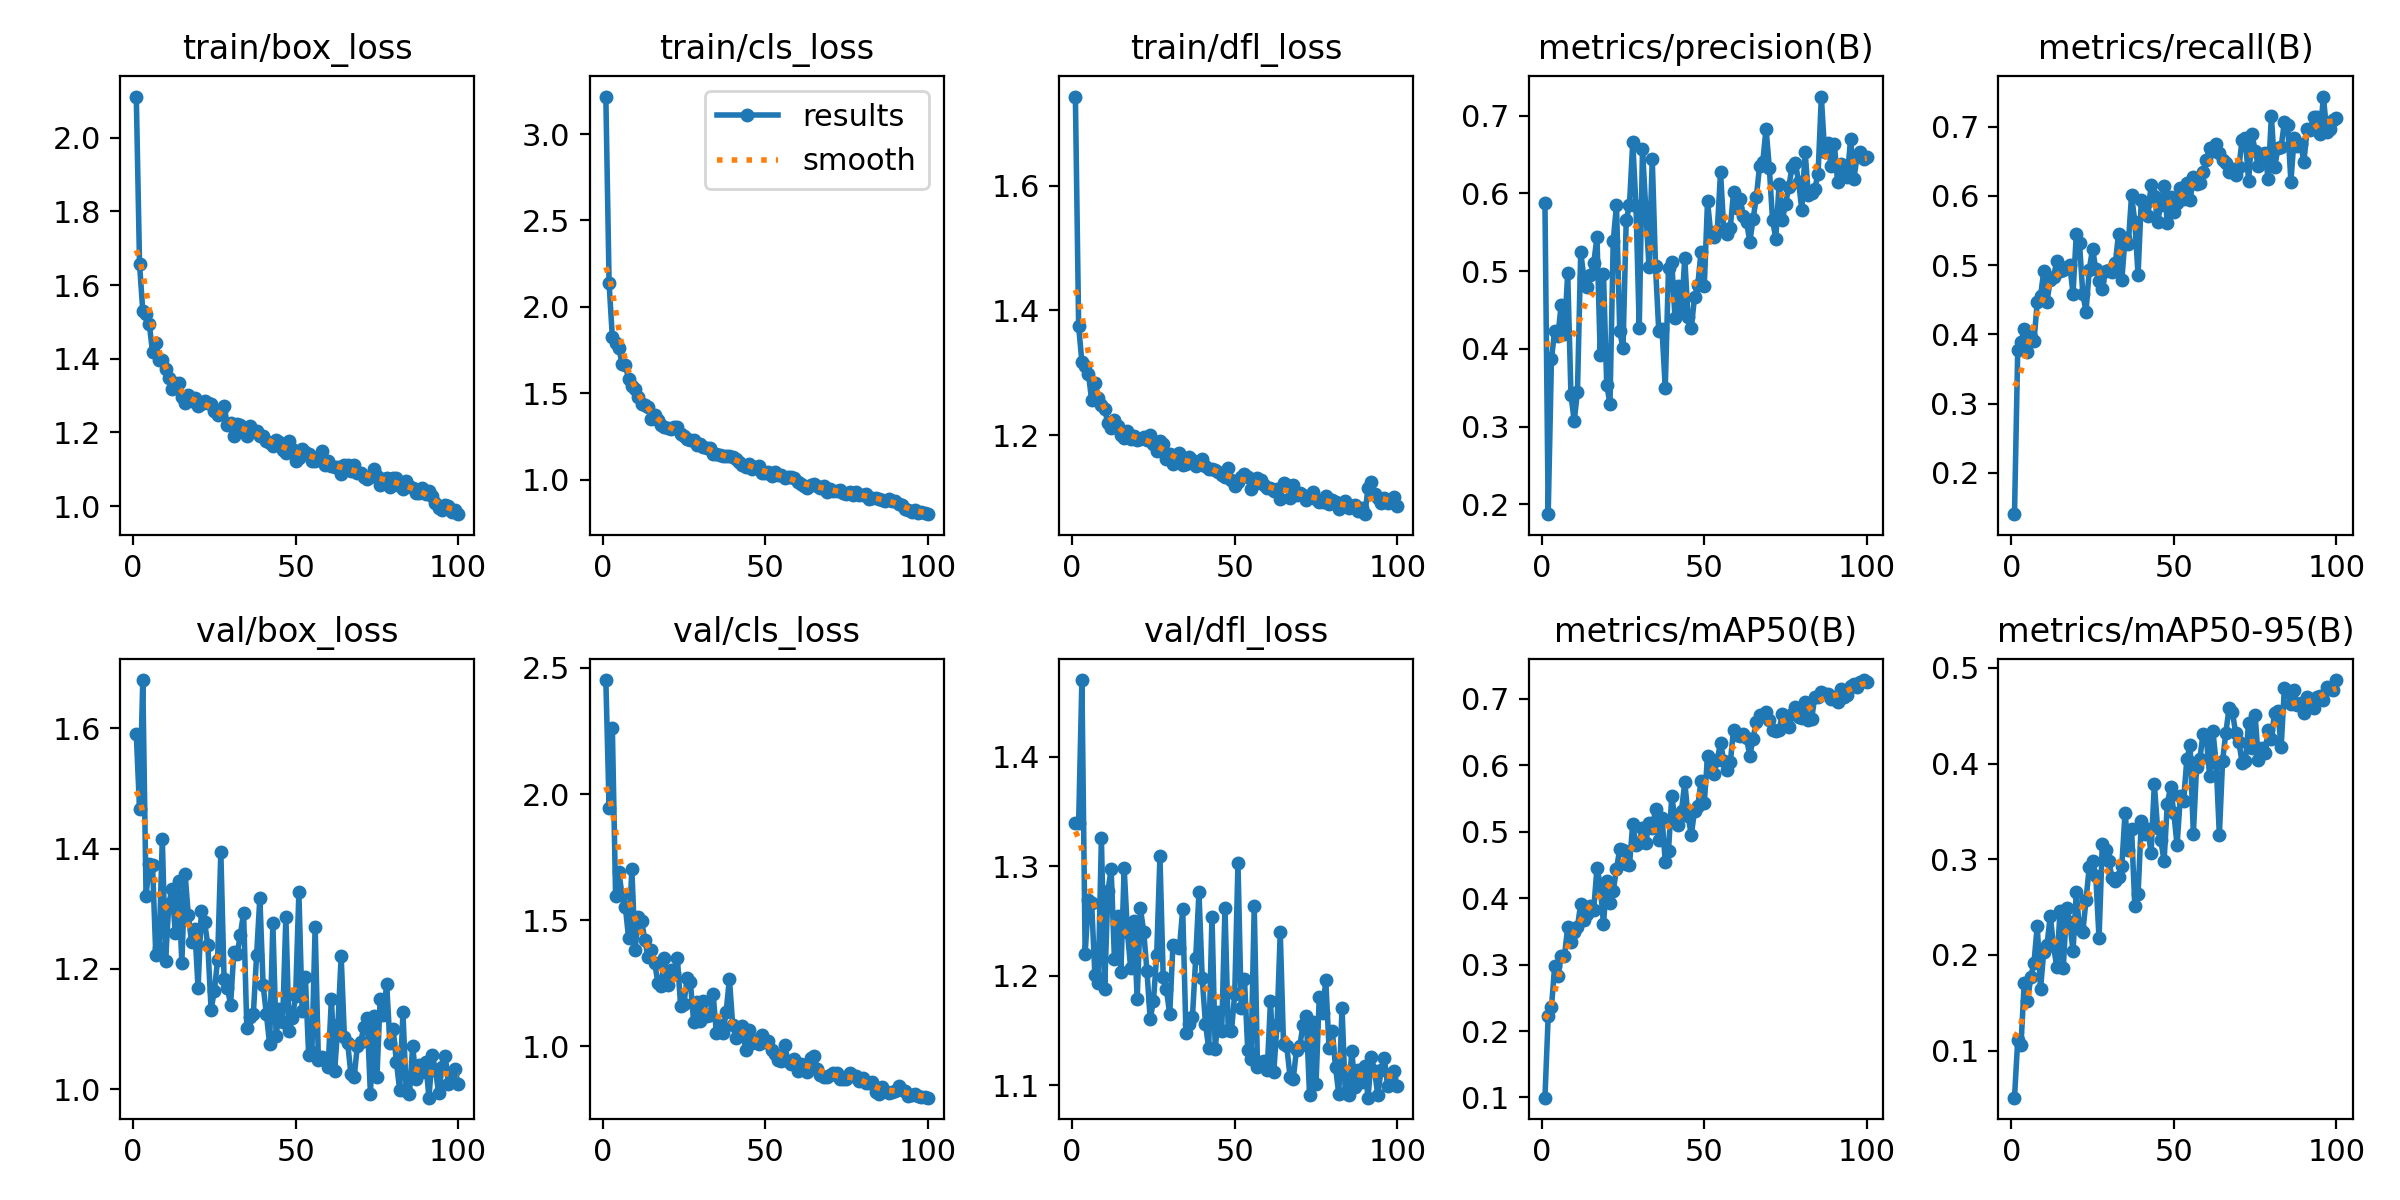 train/box_loss
2.0
1.8
1.6
1.4
1.2
1.0
0 50 100
train/cls_loss
results
smooth
3.0
2.5
2.0
1.5
1.0
0 50 100
train/dfl_loss
1.6
1.4
1.2
0 50 100
metrics/precision(B)
0.7
0.6
0.5
0.4
0.3
0.2
0 50 100
metrics/recall(B)
0.7
0.6
0.5
0.4
0.3
0.2
0 50 100
val/box_loss
1.6
1.4
1.2
1.0
0 50 100
val/cls_loss
2.5
2.0
1.5
1.0
0 50 100
val/dfl_loss
1.4
1.3
1.2
1.1
0 50 100
metrics/mAP50(B)
0.7
0.6
0.5
0.4
0.3
0.2
0.1
0 50 100
metrics/mAP50-95(B)
0.5
0.4
0.3
0.2
0.1
0 50 100